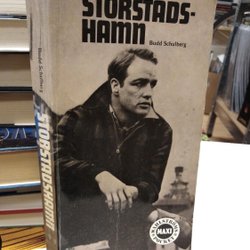 STORSTADS-
HAMN
Budd Schulberg
Budd Schulberg
STORSTADSHAMN
MAXI